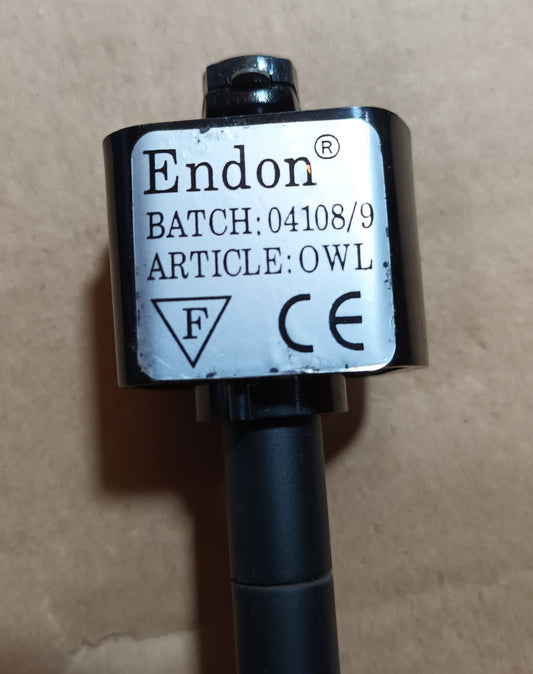 Endon®
BATCH: 04108/9
ARTICLE: OWL
F CE